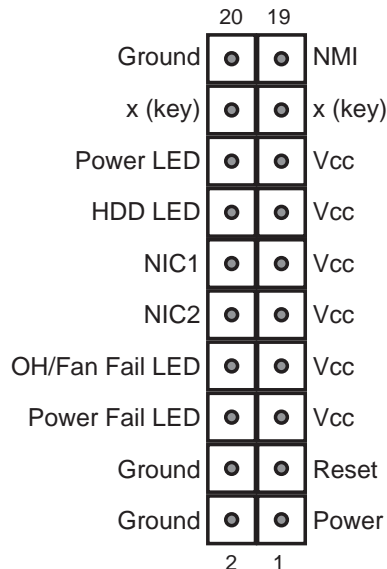 20 19
Ground NMI
x (key) x (key)
Power LED Vcc
HDD LED Vcc
NIC1 Vcc
NIC2 Vcc
OH/Fan Fail LED Vcc
Power Fail LED Vcc
Ground Reset
Ground Power
2 1